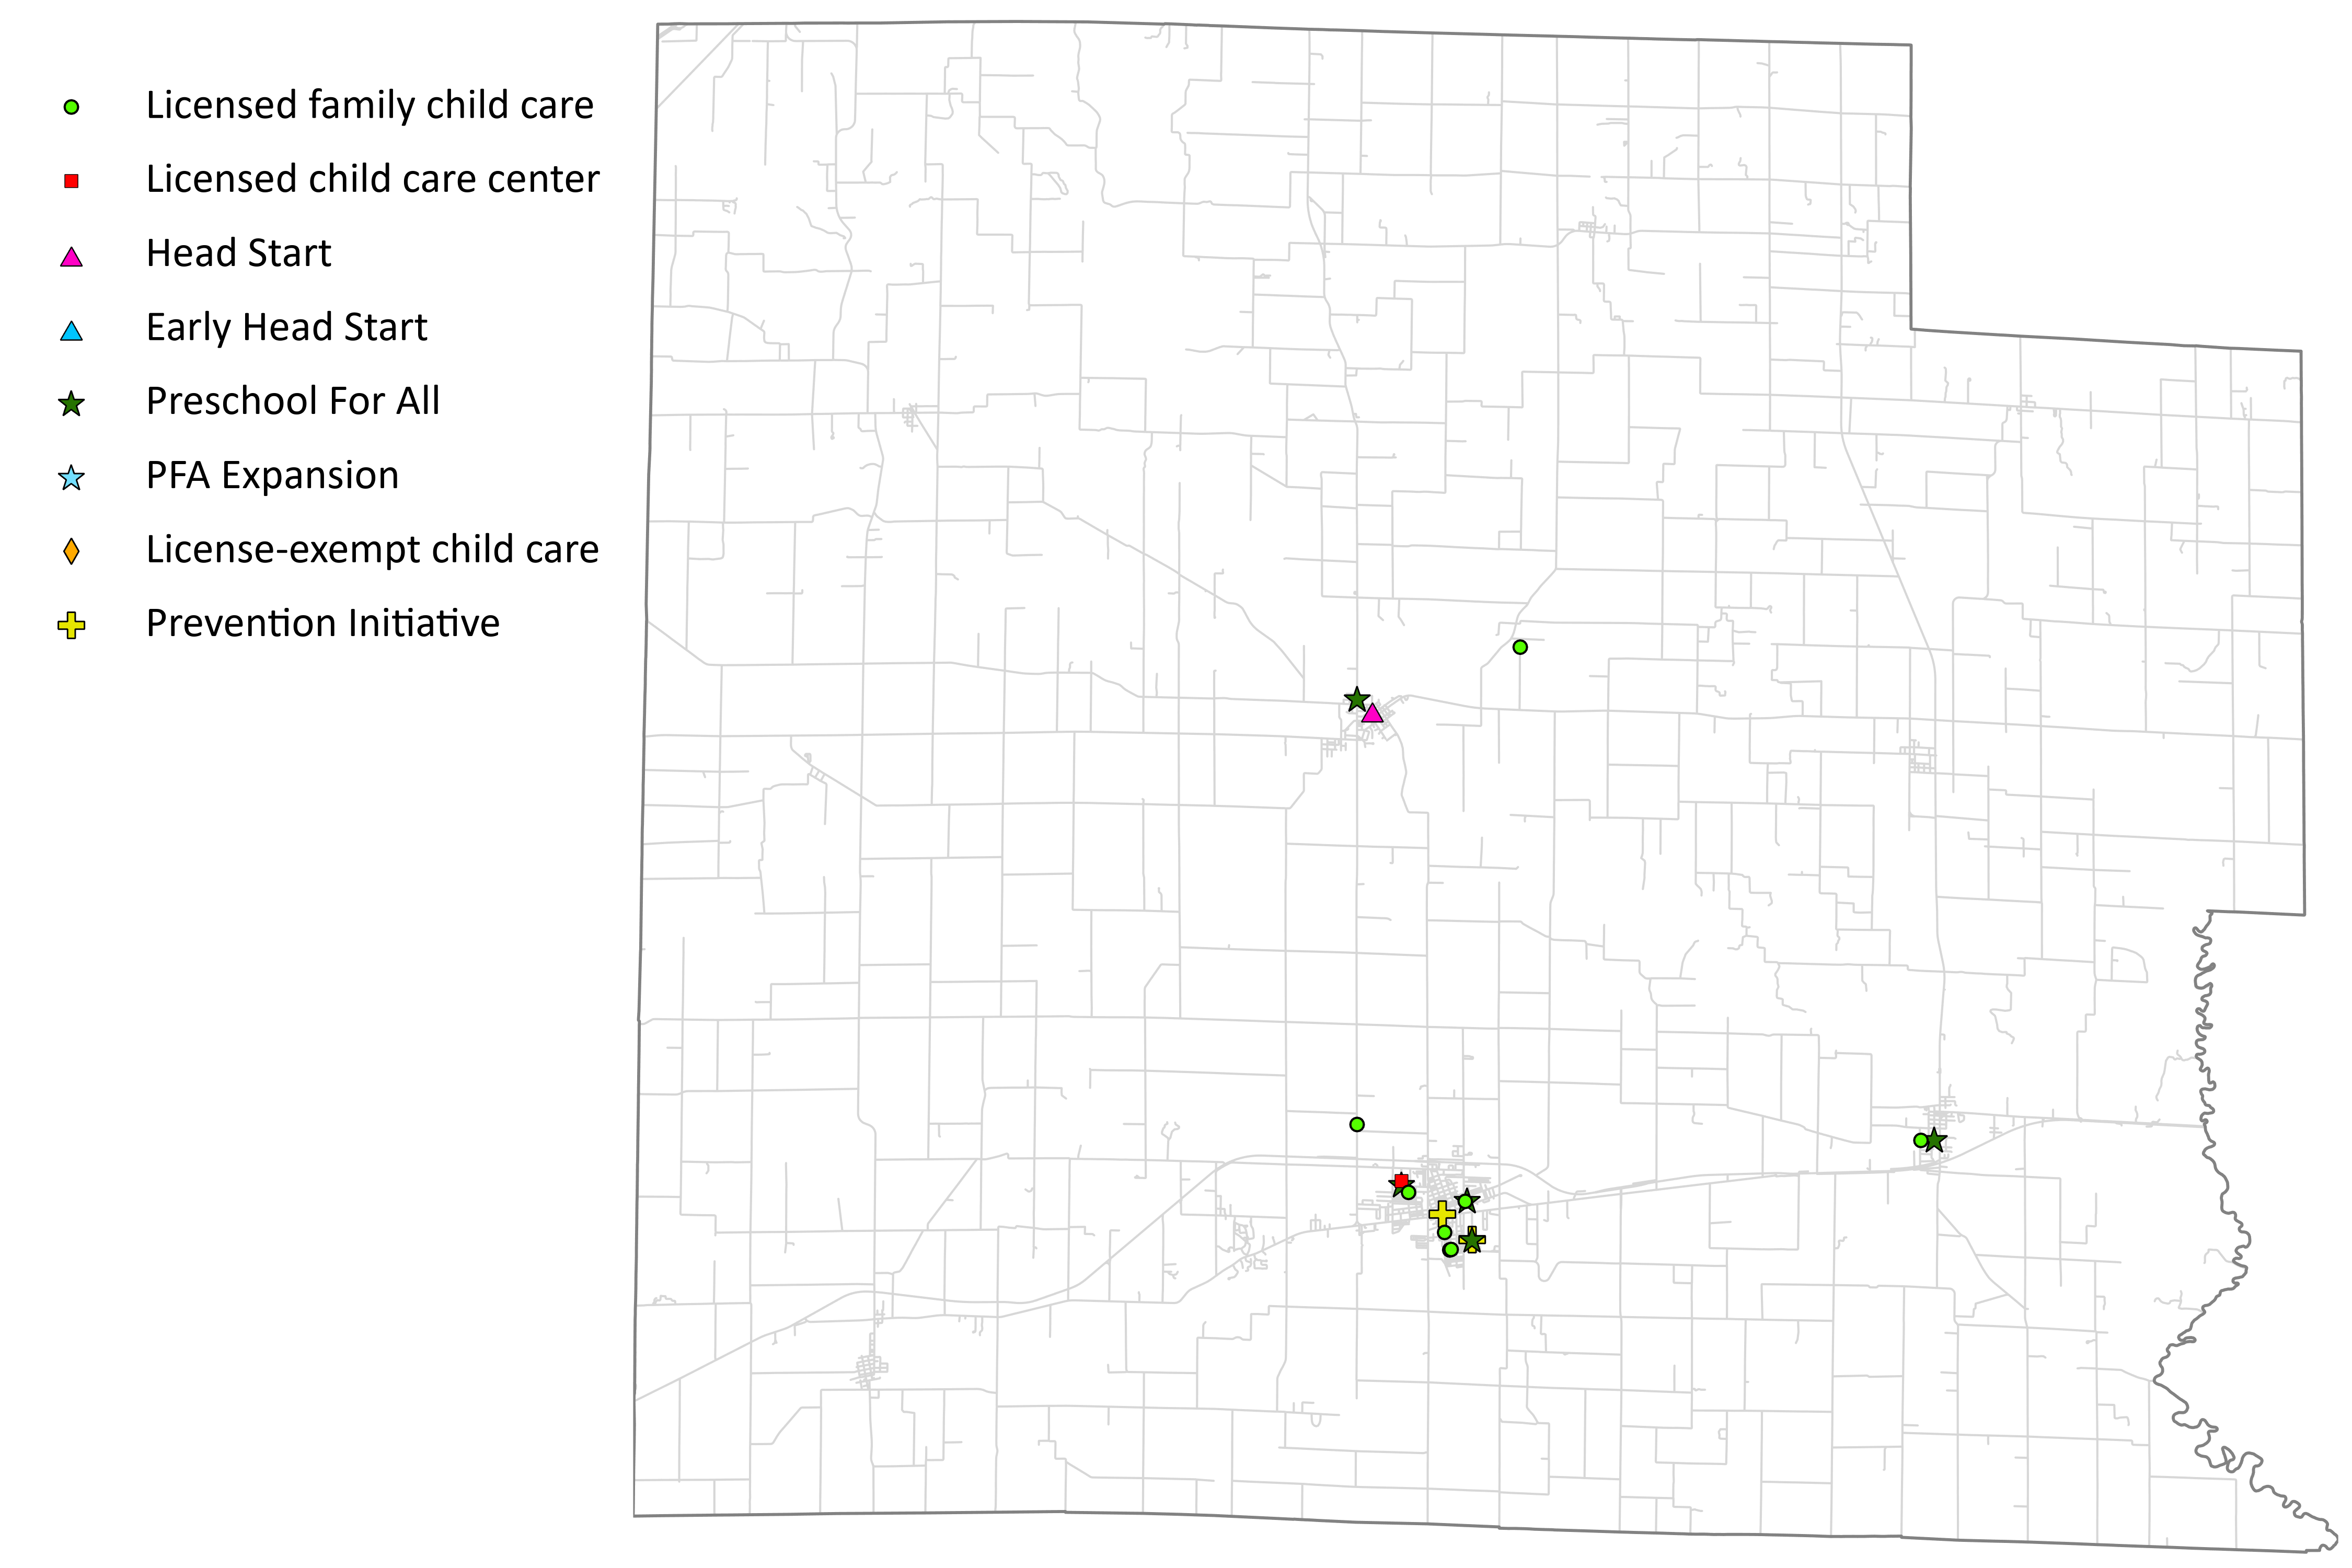 Licensed family child care
Licensed child care center
Head Start
Early Head Start
Preschool For All
PFA Expansion
License-exempt child care
Prevention Initiative